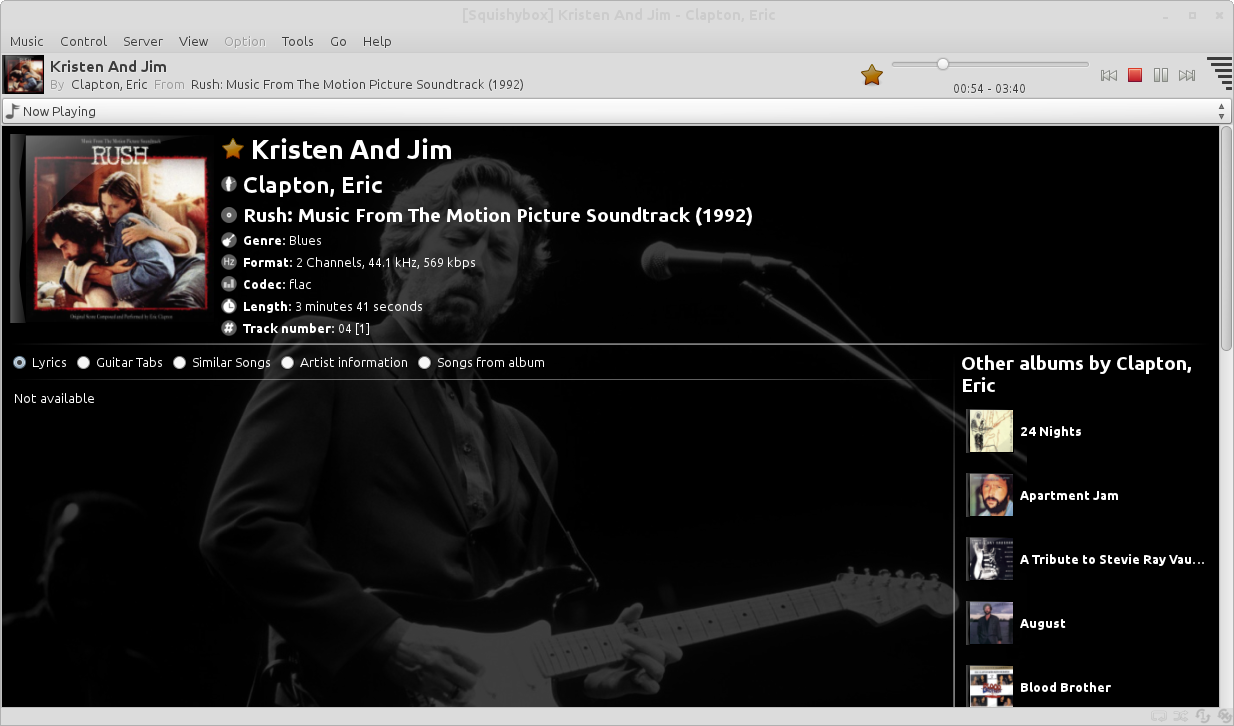 [Squishybox] Kristen And Jim - Clapton, Eric
Music Control Server View Option Tools Go Help
Kristen And Jim
By Clapton, Eric From Rush: Music From The Motion Picture Soundtrack (1992)
00:54 - 03:40
Now Playing
Music From The Motion Picture Soundtrack
RUSH
Original Score Composed and Performed by Eric Clapton
Kristen And Jim
Clapton, Eric
Rush: Music From The Motion Picture Soundtrack (1992)
Genre: Blues
Hz Format: 2 Channels, 44.1 kHz, 569 kbps
Codec: flac
Length: 3 minutes 41 seconds
# Track number: 04 [1]
Lyrics Guitar Tabs Similar Songs Artist information Songs from album
Not available
Other albums by Clapton,
Eric
24 Nights
Apartment Jam
A Tribute to Stevie Ray Vau...
August
Blood Brother